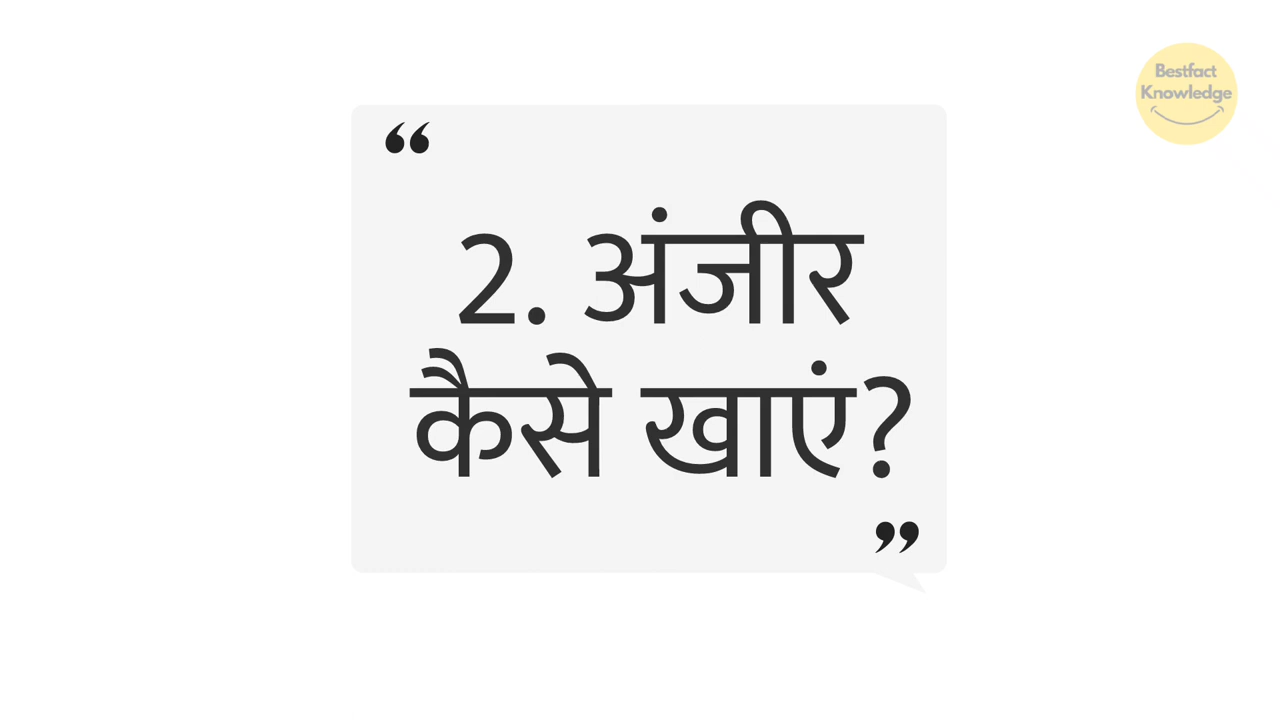 Bestfact
Knowledge
“
2. अंजीर
कैसे खाएं?
”